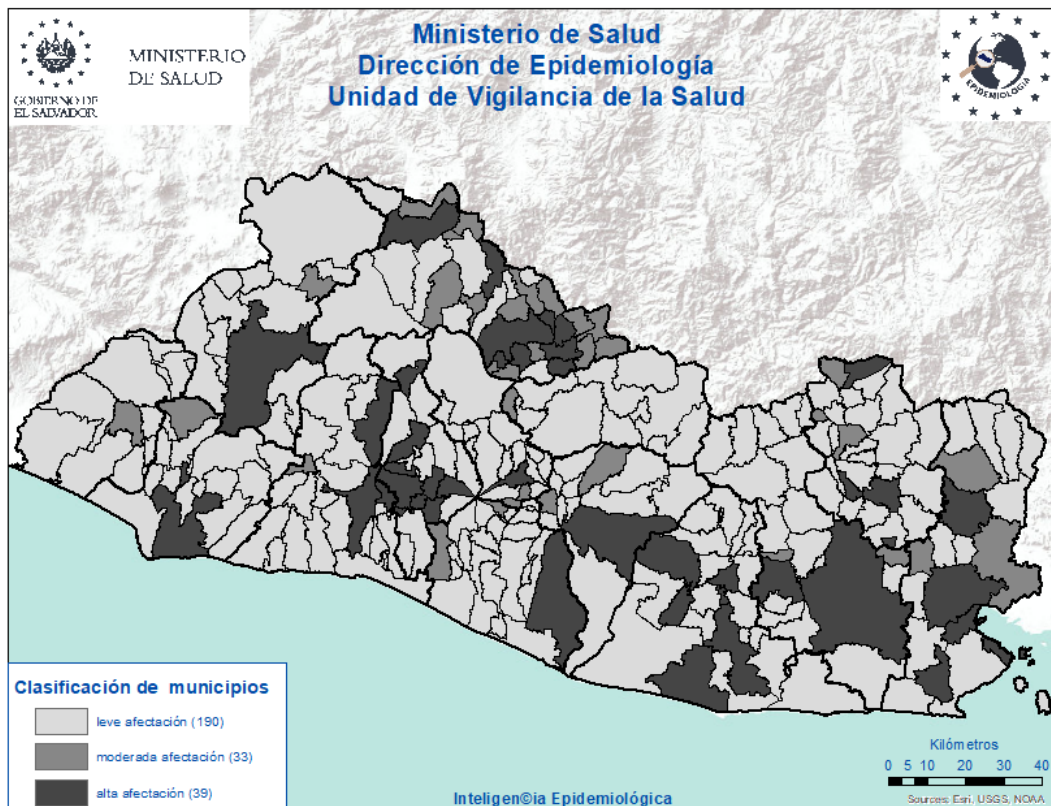 Ministerio de Salud
Dirección de Epidemiología
Unidad de Vigilancia de la Salud
MINISTERIO
DE SALUD
GOBIERNO DE
EL SALVADOR
EPIDEMIOLOGÍA
Clasificación de municipios
leve afectación (190)
moderada afectación (33)
alta afectación (39)
Inteligen©ia Epidemiológica
Kilómetros
0 5 10 20 30 40
Sources: Esri, USGS, NOAA